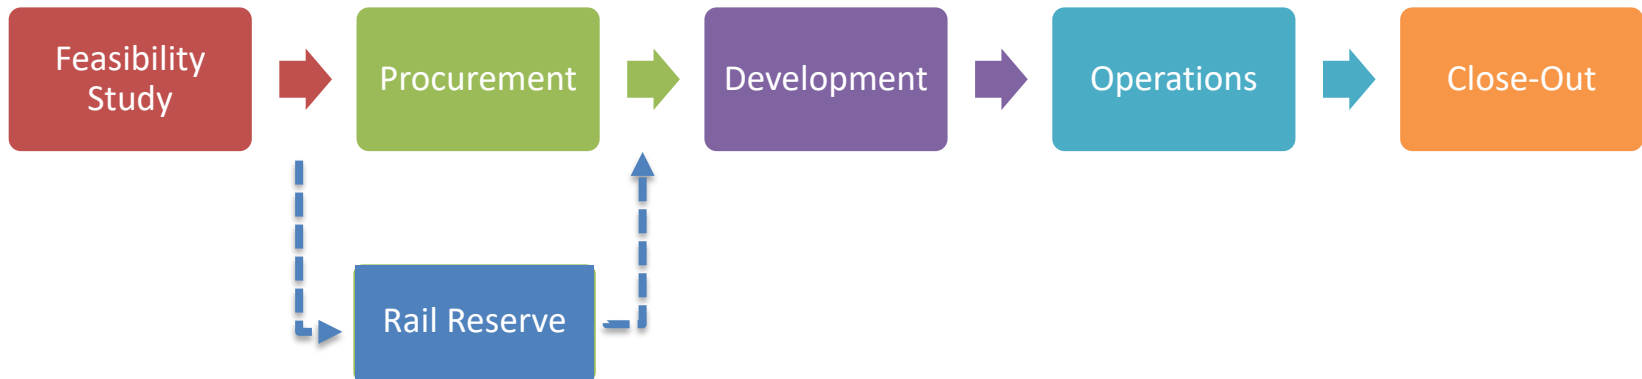 Feasibility
Study
Procurement
Development
Operations
Close-Out
Rail Reserve